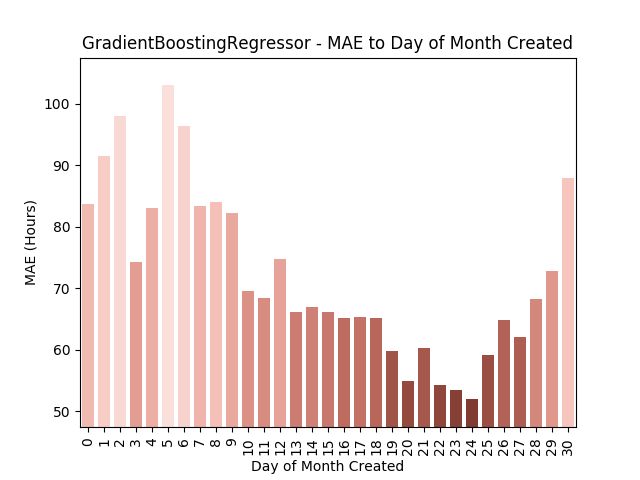 GradientBoostingRegressor - MAE to Day of Month Created
100
90
80
70
60
50
MAE (Hours)
0 1 2 3 4 5 6 7 8 9 10 11 12 13 14 15 16 17 18 19 20 21 22 23 24 25 26 27 28 29 30
Day of Month Created